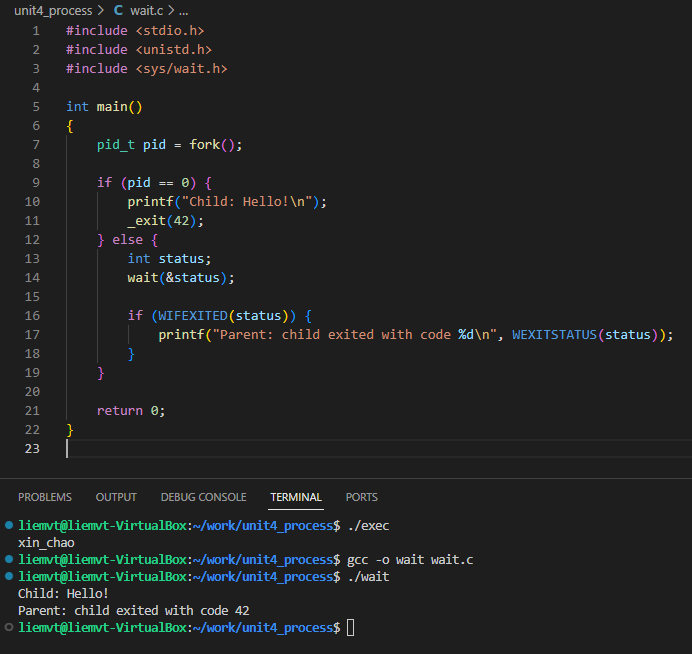 unit4_process > C wait.c > ...
1 #include <stdio.h>
2 #include <unistd.h>
3 #include <sys/wait.h>
4
5 int main()
6 {
7     pid_t pid = fork();
8
9     if (pid == 0) {
10         printf("Child: Hello!\n");
11         _exit(42);
12     } else {
13         int status;
14         wait(&status);
15
16         if (WIFEXITED(status)) {
17             printf("Parent: child exited with code %d\n", WEXITSTATUS(status));
18         }
19     }
20
21     return 0;
22 }
23
PROBLEMS OUTPUT DEBUG CONSOLE TERMINAL PORTS
liemvt@liemvt-VirtualBox:~/work/unit4_process$ ./exec
xin_chao
liemvt@liemvt-VirtualBox:~/work/unit4_process$ gcc -o wait wait.c
liemvt@liemvt-VirtualBox:~/work/unit4_process$ ./wait
Child: Hello!
Parent: child exited with code 42
liemvt@liemvt-VirtualBox:~/work/unit4_process$